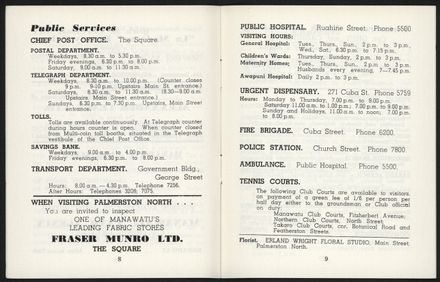 Public Services
CHIEF POST OFFICE. The Square.
POSTAL DEPARTMENT.
Weekdays, 8.30 a.m. to 5.30 p.m.
Friday evenings, 6.30 p.m. to 8.00 p.m.
Saturday, 9.00 a.m. to 11.30 a.m.
TELEGRAPH DEPARTMENT.
Weekdays, 8.30 a.m. to 10.00 p.m. (Counter closes
9 p.m. 9-10 p.m. Upstairs Main St. entrance.)
Saturdays, 8.30 a.m. to 11.30 a.m.
Upstairs, Main Street entrance.)
Sundays, 6.30 p.m. to 7.30 p.m. Upstairs, Main Street
entrance.
TOLLS.
Tolls are available continuously. At Telegraph counter
during hours counter is open. When counter closed
from Multi-coin toll booths, situated in the Telegraph
vestibule of the Chief Post Office.
SAVINGS BANK.
Weekdays, 9.00 a.m. to 4.00 p.m.
Friday evenings, 6.30 p.m. to 8.00 p.m.
TRANSPORT DEPARTMENT. Government Bldg.,
George Street
Hours: 8.00 a.m. — 4.30 p.m. Telephone 7256.
After Hours: Telephones 3208, 7075.
WHEN VISITING PALMERSTON NORTH . . .
You are invited to inspect
ONE OF MANAWATU'S
LEADING FABRIC STORES
FRASER MUNRO LTD.
THE SQUARE
8
PUBLIC HOSPITAL. Ruahine Street. Phone 5500
VISITING HOURS:
General Hospital: Tues., Thurs., Sun., 2 p.m. to 3 p.m.,
Wed., Sat., 6.30 p.m. to 7.15 p.m.
Children's Wards: Thursday, Sunday, 2 p.m. to 3 p.m.
Maternity Homes: Tues., Thurs., Sun., 2 p.m. to 3 p.m.
Husbands every evening, 7—7.45 p.m.
Awapuni Hospital: Daily 2 p.m. to 3 p.m.
URGENT DISPENSARY. 271 Cuba St. Phone 5759
Hours: Monday to Thursday, 7.00 p.m. to 8.00 p.m.
Saturday 11.00 a.m. to 1.00 p.m.; 7.00 p.m. to 9.00 p.m.
Sunday and Holidays, 11.00 a.m. to noon; 7.00 p.m.
to 8.00 p.m.
FIRE BRIGADE. Cuba Street. Phone 6200.
POLICE STATION. Church Street. Phone 7800.
AMBULANCE. Public Hospital. Phone 5500.
TENNIS COURTS.
The following Club Courts are available to visitors,
on payment of a green fee of 1/6 per person per
half day either to the groundsman or Club official
on duty:
Manawatu Club Courts, Fitzherbert Avenue;
Northern Club Courts, North Street;
Takaro Club Courts, cnr. Botanical Road and
Featherston Streets.
Florist. ERLAND WRIGHT FLORAL STUDIO, Main Street,
Palmerston North.
9